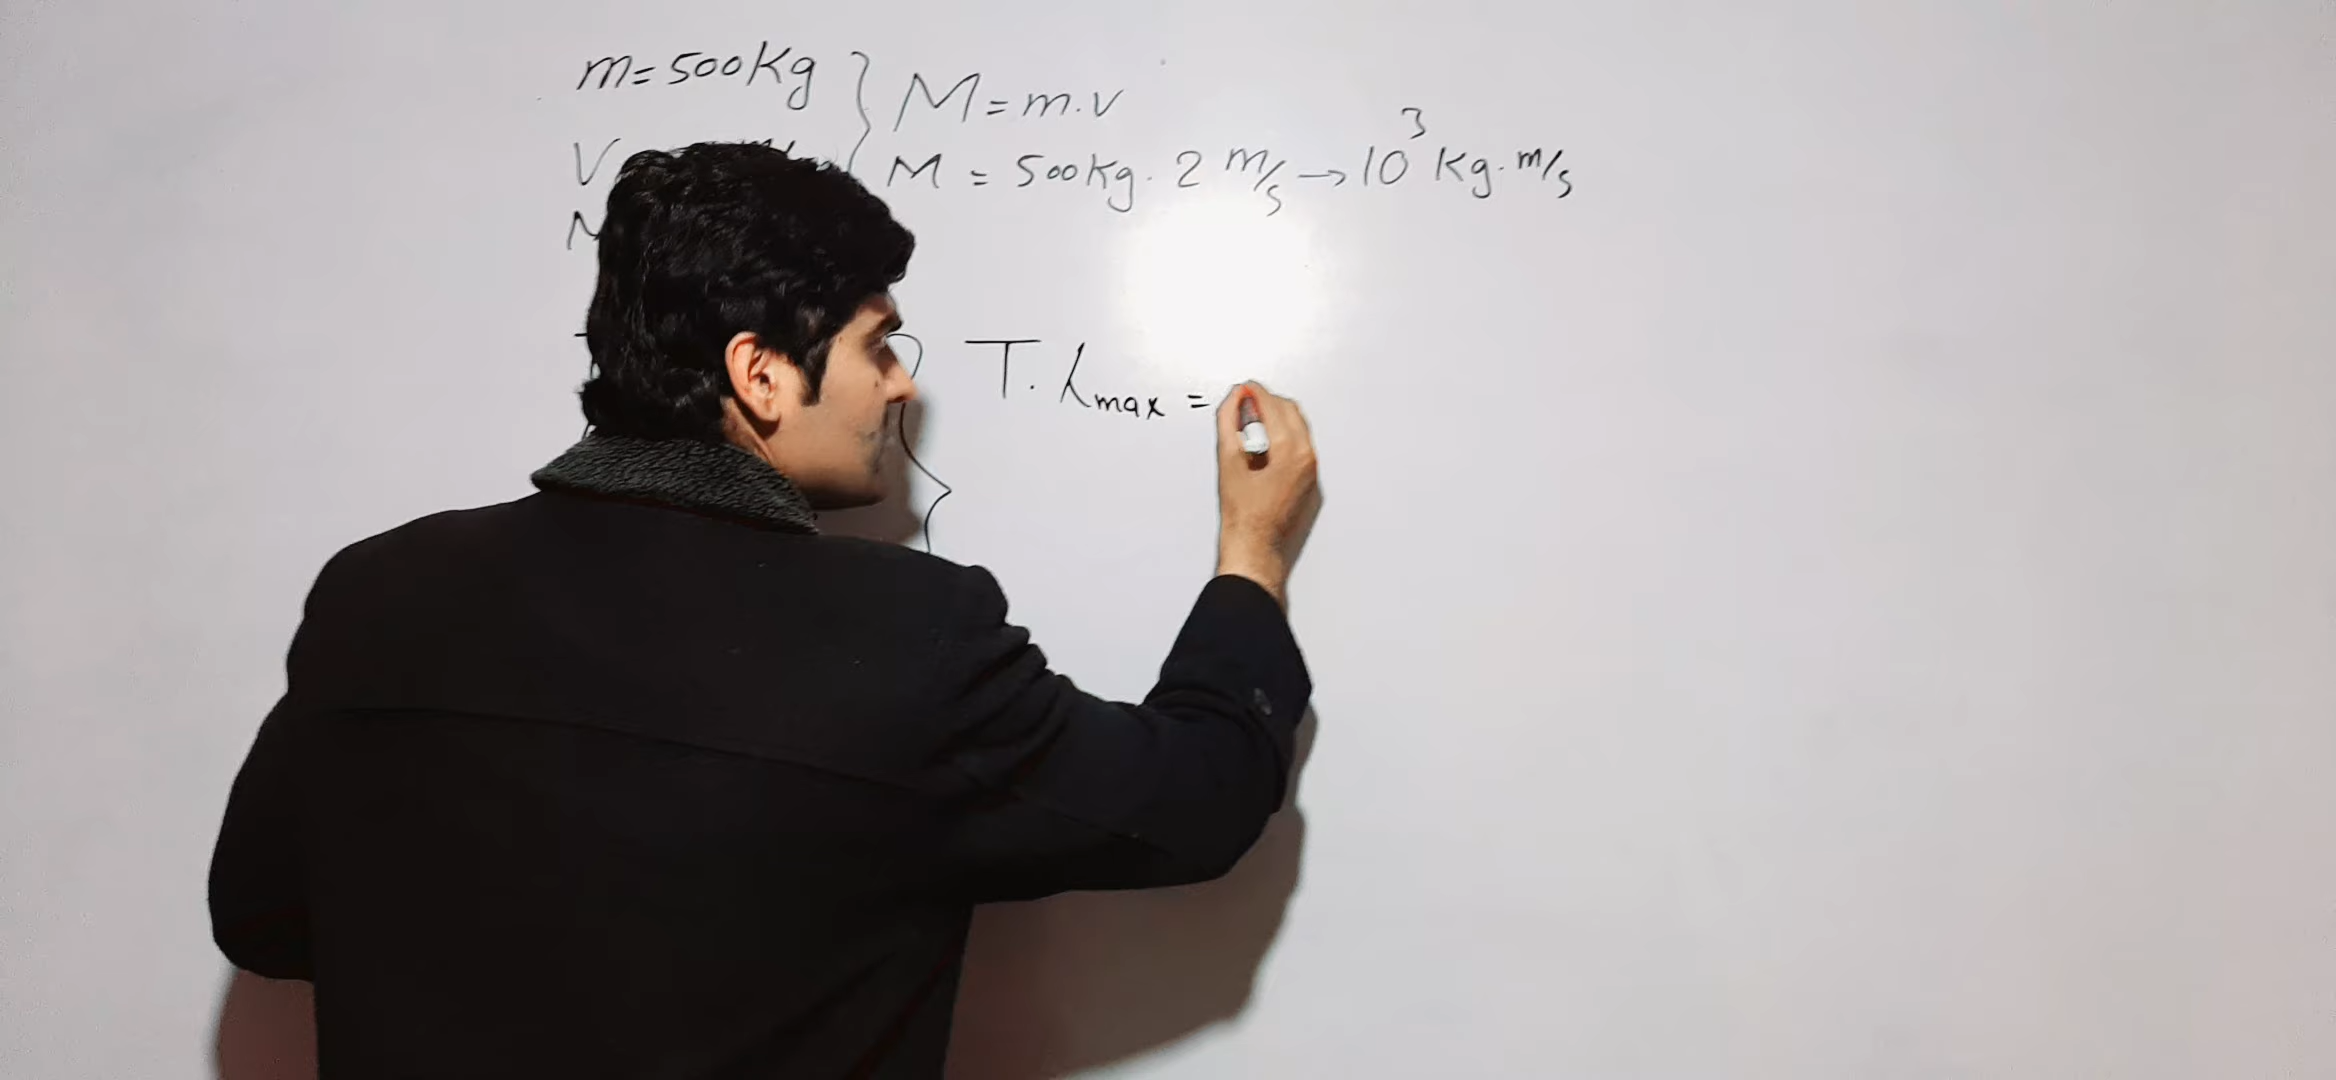 m=500Kg
M=m.v
V
M = 500Kg. 2 m/s → 10³ Kg.m/s
T. λmax =